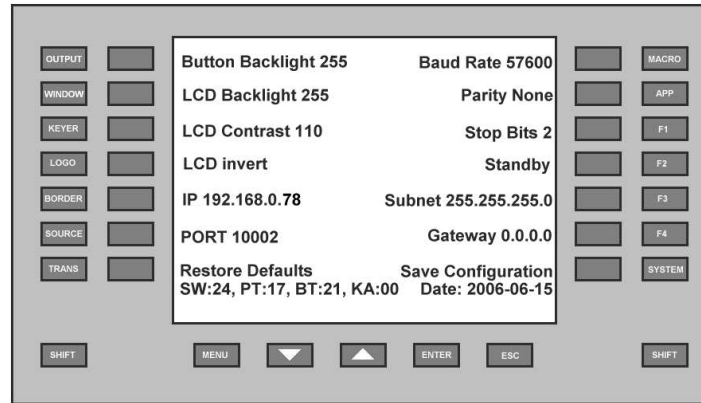 OUTPUT Button Backlight 255 Baud Rate 57600 MACRO
WINDOW LCD Backlight 255 Parity None APP
KEYER LCD Contrast 110 Stop Bits 2 F1
LOGO LCD invert Standby F2
BORDER IP 192.168.0.78 Subnet 255.255.255.0 F3
SOURCE PORT 10002 Gateway 0.0.0.0 F4
TRANS Restore Defaults Save Configuration SYSTEM
SW:24, PT:17, BT:21, KA:00 Date: 2006-06-15
SHIFT MENU ENTER ESC SHIFT